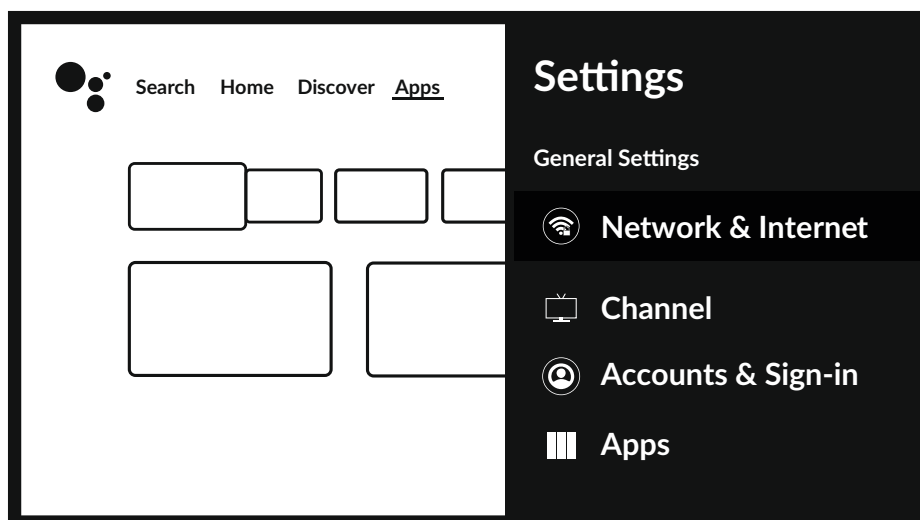 Search Home Discover Apps
Settings
General Settings
Network & Internet
Channel
Accounts & Sign-in
Apps